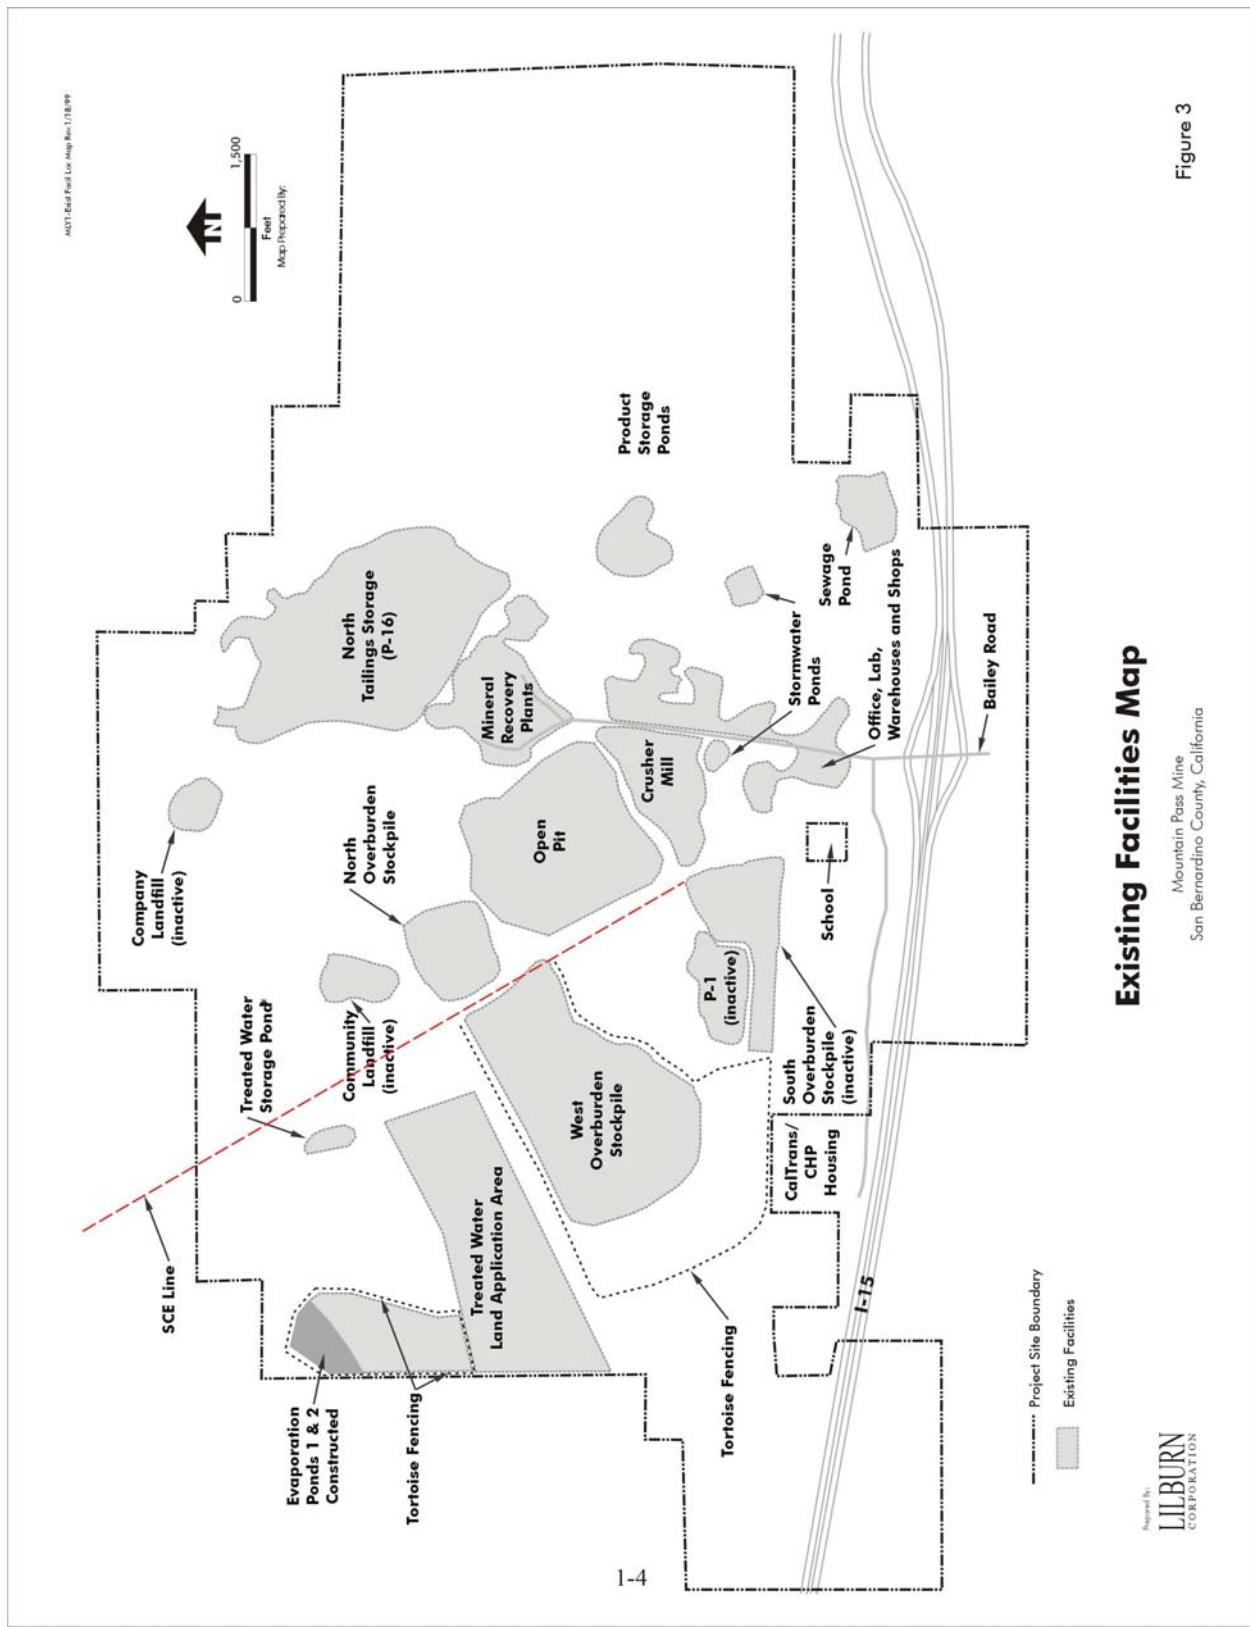 MLY1-Exist Facil Loc Map Rev.1/18/99
N
0
1,500
Feet
Map Prepared By:
Company
Landfill
(inactive)
Treated Water
Storage Pond
SCE Line
Evaporation
Ponds 1 & 2
Constructed
Tortoise Fencing
Community
Landfill
(inactive)
North
Overburden
Stockpile
North
Tailings Storage
(P-16)
Mineral
Recovery
Plants
Open
Pit
Treated Water
Land Application Area
West
Overburden
Stockpile
Crusher
Mill
Product
Storage
Ponds
P-1
(inactive)
Tortoise Fencing
Stormwater
Ponds
Sewage
Pond
South
Overburden
Stockpile
(inactive)
CalTrans/
CHP
Housing
School
Office, Lab,
Warehouses and Shops
I-15
Bailey Road
Project Site Boundary
Existing Facilities
Prepared By:
LILBURN
CORPORATION
Existing Facilities Map
Mountain Pass Mine
San Bernardino County, California
Figure 3
1-4